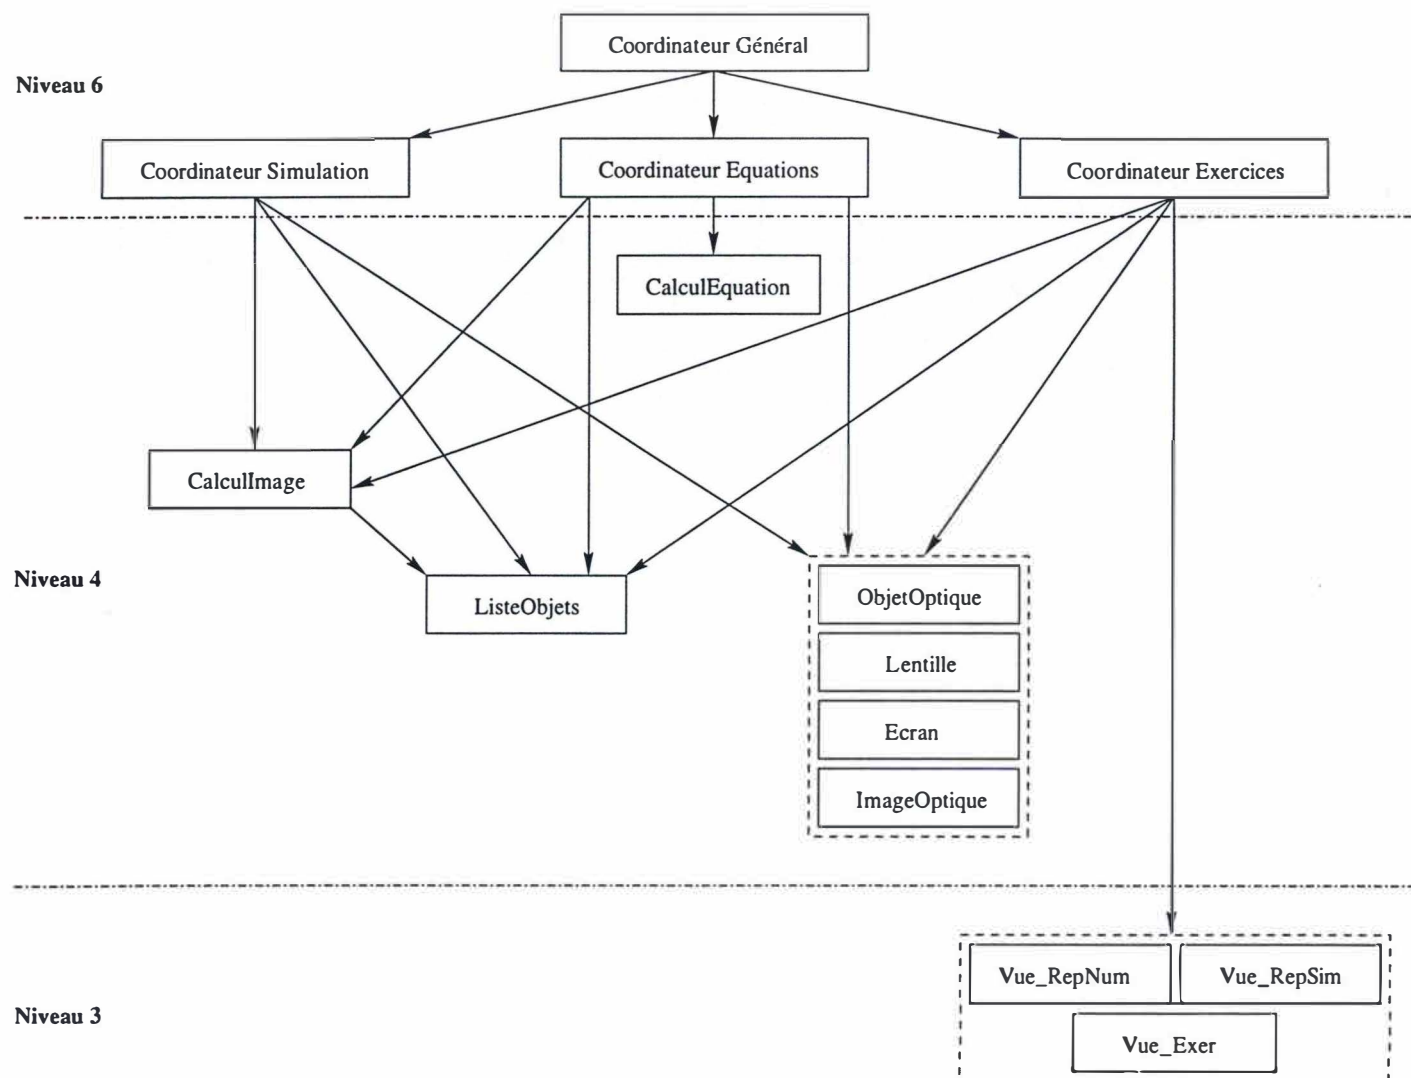 Coordinateur Général
Niveau 6
Coordinateur Simulation
Coordinateur Equations
Coordinateur Exercices
CalculEquation
CalculImage
Niveau 4
ListeObjets
ObjetOptique
Lentille
Ecran
ImageOptique
Vue_RepNum
Vue_RepSim
Niveau 3
Vue_Exer